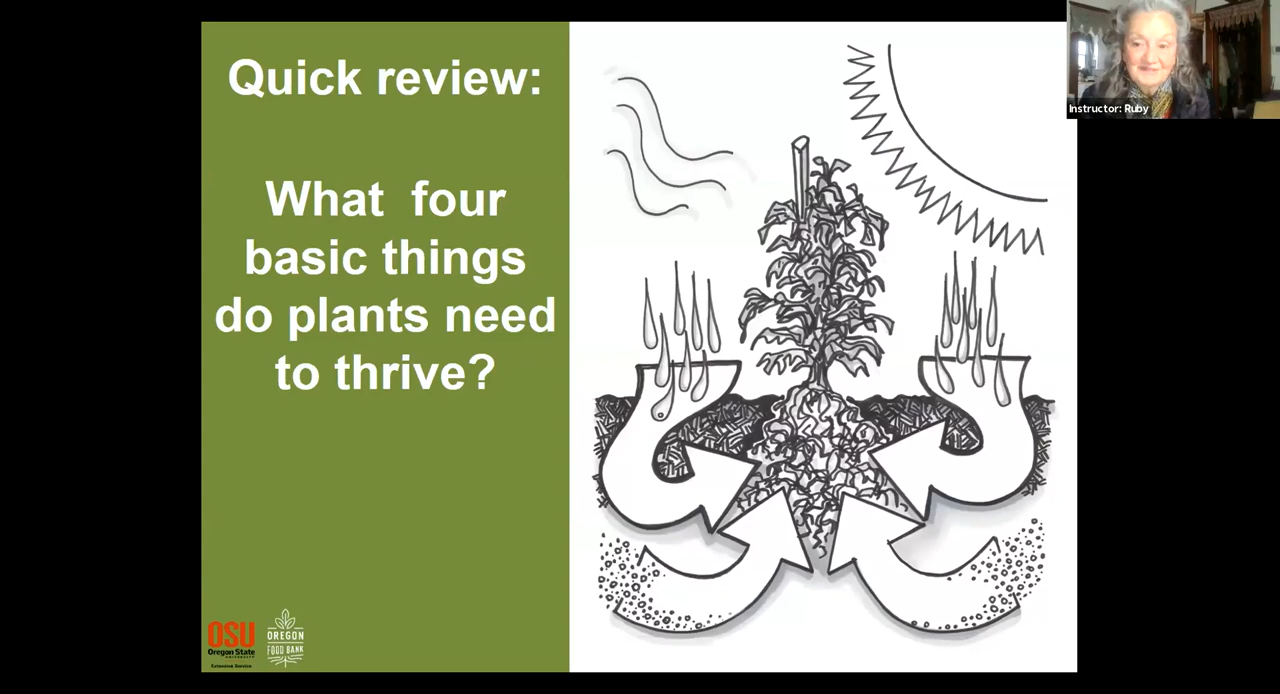 Quick review:
What four
basic things
do plants need
to thrive?
OSU
Oregon State
UNIVERSITY
Extension Service
OREGON
FOOD BANK
Instructor: Ruby